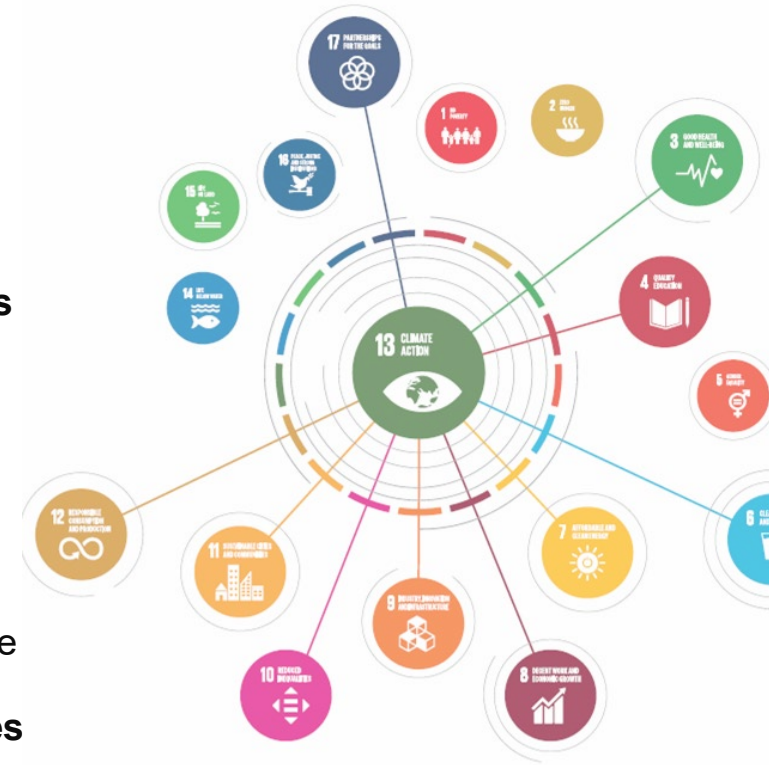 17 PARTNERSHIPS
FOR THE GOALS
1 NO
POVERTY
2 ZERO
HUNGER
3 GOOD HEALTH
AND WELL-BEING
16 PEACE, JUSTICE
AND STRONG
INSTITUTIONS
15 LIFE
ON LAND
14 LIFE
BELOW WATER
4 QUALITY
EDUCATION
s
13 CLIMATE
ACTION
5 GENDER
EQUALITY
12 RESPONSIBLE
CONSUMPTION
AND PRODUCTION
11 SUSTAINABLE CITIES
AND COMMUNITIES
7 AFFORDABLE AND
CLEAN ENERGY
6 CLE
AN
9 INDUSTRY, INNOVATION
AND INFRASTRUCTURE
e
10 REDUCED
INEQUALITIES
8 DECENT WORK AND
ECONOMIC GROWTH
es